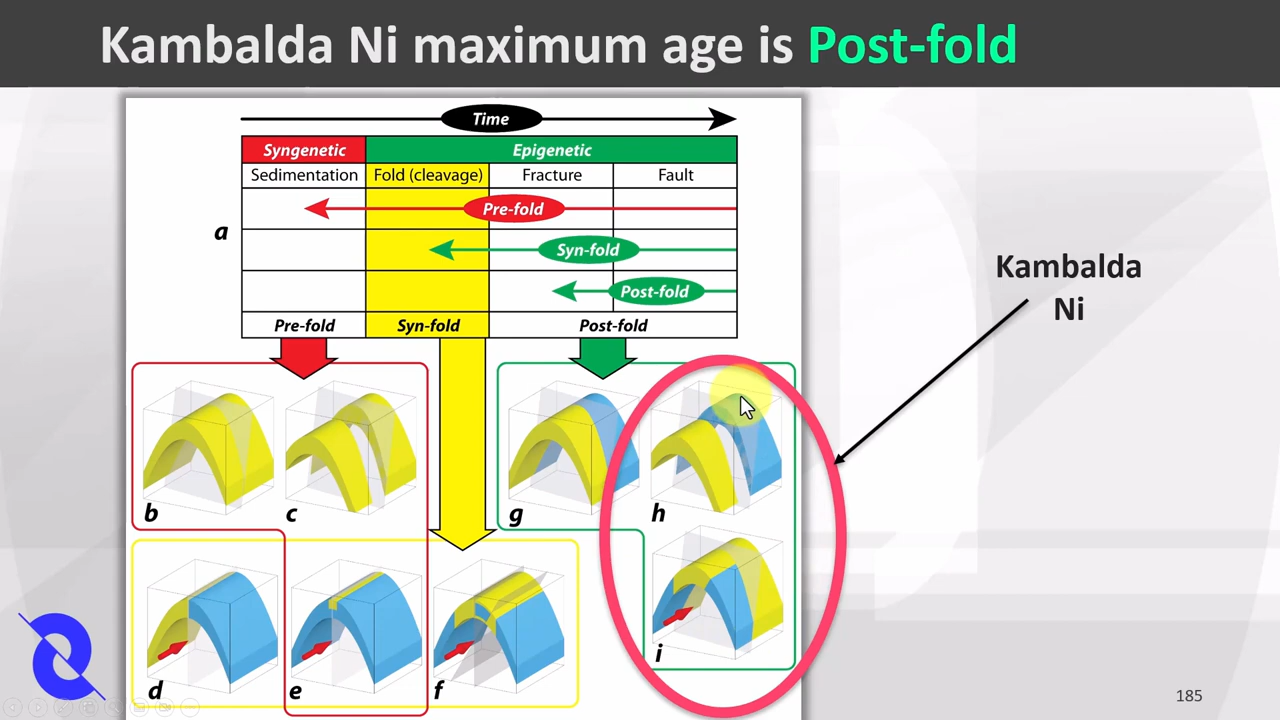 Kambalda Ni maximum age is Post-fold
Time
Syngenetic Epigenetic
Sedimentation Fold (cleavage) Fracture Fault
Pre-fold
a
Syn-fold
Post-fold
Pre-fold Syn-fold Post-fold
Kambalda
Ni
b c g h
i
d e f
185